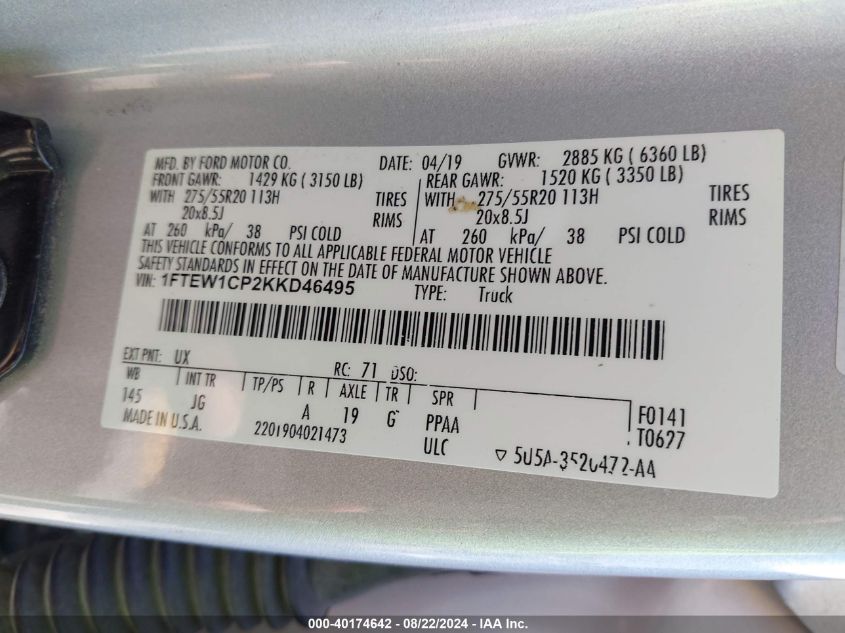 MFD. BY FORD MOTOR CO. DATE: 04/19 GVWR: 2885 KG ( 6360 LB)
FRONT GAWR: 1429 KG ( 3150 LB) REAR GAWR: 1520 KG ( 3350 LB)
WITH 275/55R20 113H TIRES WITH 275/55R20 113H TIRES
20x8.5J RIMS 20x8.5J RIMS
AT 260 kPa/ 38 PSI COLD AT 260 kPa/ 38 PSI COLD
THIS VEHICLE CONFORMS TO ALL APPLICABLE FEDERAL MOTOR VEHICLE
SAFETY STANDARDS IN EFFECT ON THE DATE OF MANUFACTURE SHOWN ABOVE.
VIN: 1FTEW1CP2KKD46495 TYPE: Truck
EXT PNT: UX RC: 71 DSO:
WB INT TR TP/PS R AXLE TR SPR
145 JG A 19 G PPAA F0141
MADE IN U.S.A. 2201904021473 ULC T0627
▽ 5U5A-3520472-AA
000-40174642 - 08/22/2024 - IAA Inc.